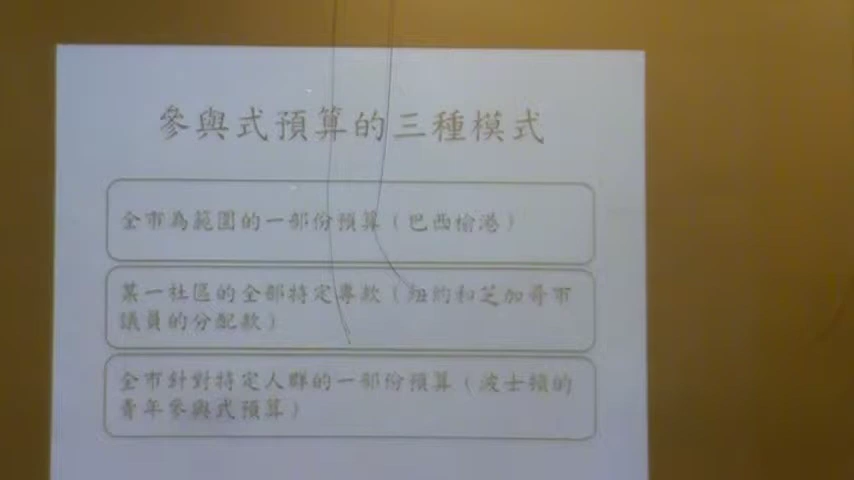 參與式預算的三種模式
全市為範圍的一部份預算(巴西愉港)
某一社區的全部特定專款(紐約和芝加哥市
議員的分配款)
全市針對特定人群的一部份預算(波士頓的
青年參與式預算)